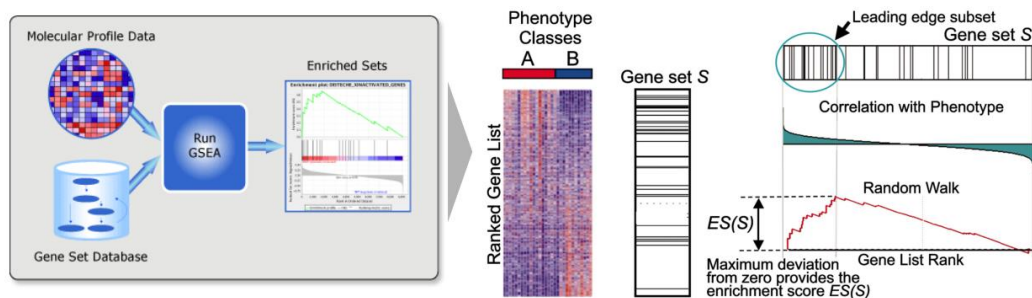 Molecular Profile Data
Enriched Sets
Run
GSEA
Gene Set Database
Phenotype
Classes
A B
Ranked Gene List
Gene set S
Leading edge subset
Gene set S
Correlation with Phenotype
Random Walk
ES(S)
Gene List Rank
Maximum deviation
from zero provides the
enrichment score ES(S)